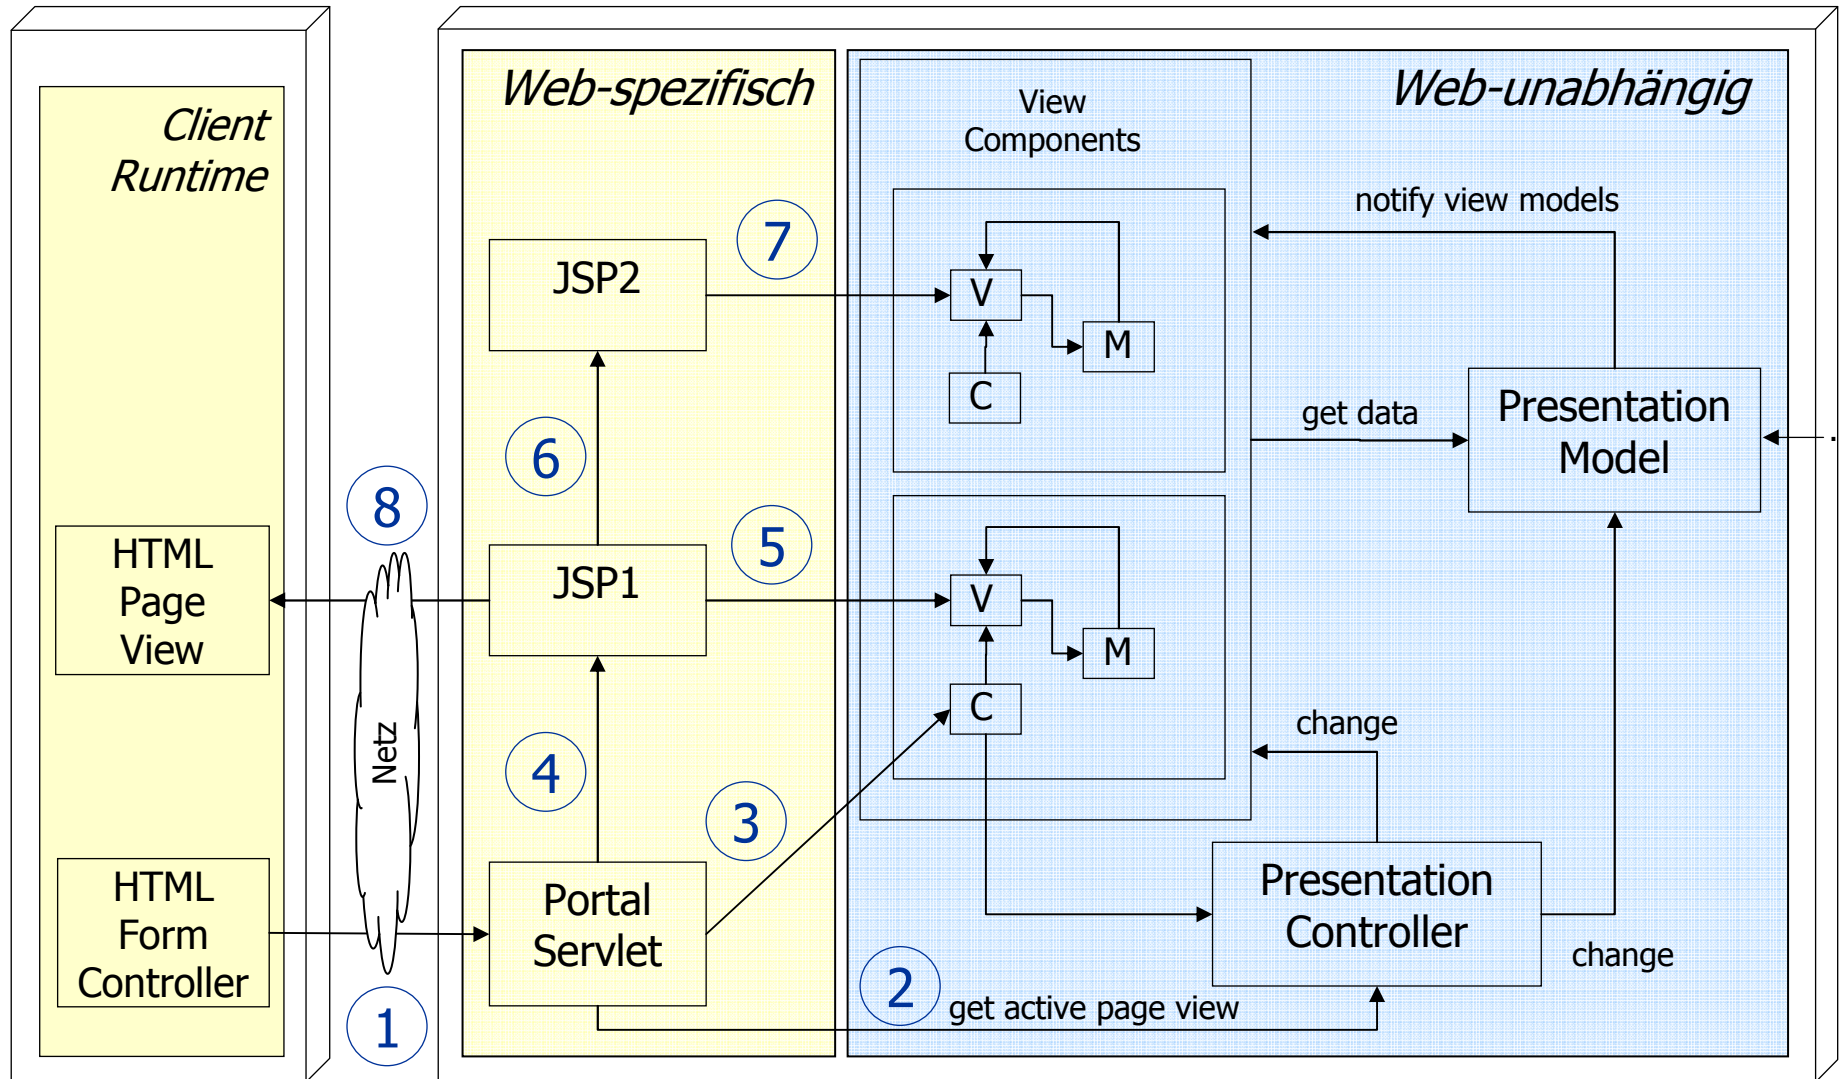 Client
Runtime
HTML
Page
View
HTML
Form
Controller
8
Netz
1
Web-spezifisch
JSP2
7
6
JSP1
5
4
3
Portal
Servlet
Web-unabhängig
View
Components
V
M
C
V
M
C
notify view models
get data
Presentation
Model
change
Presentation
Controller
change
2
get active page view